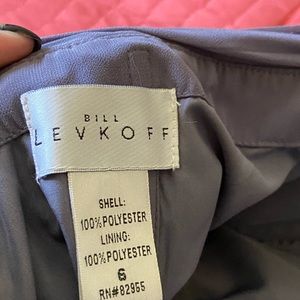 BILL
LEVKOFF
SHELL:
100% POLYESTER
LINING:
100% POLYESTER
6
RN#82955